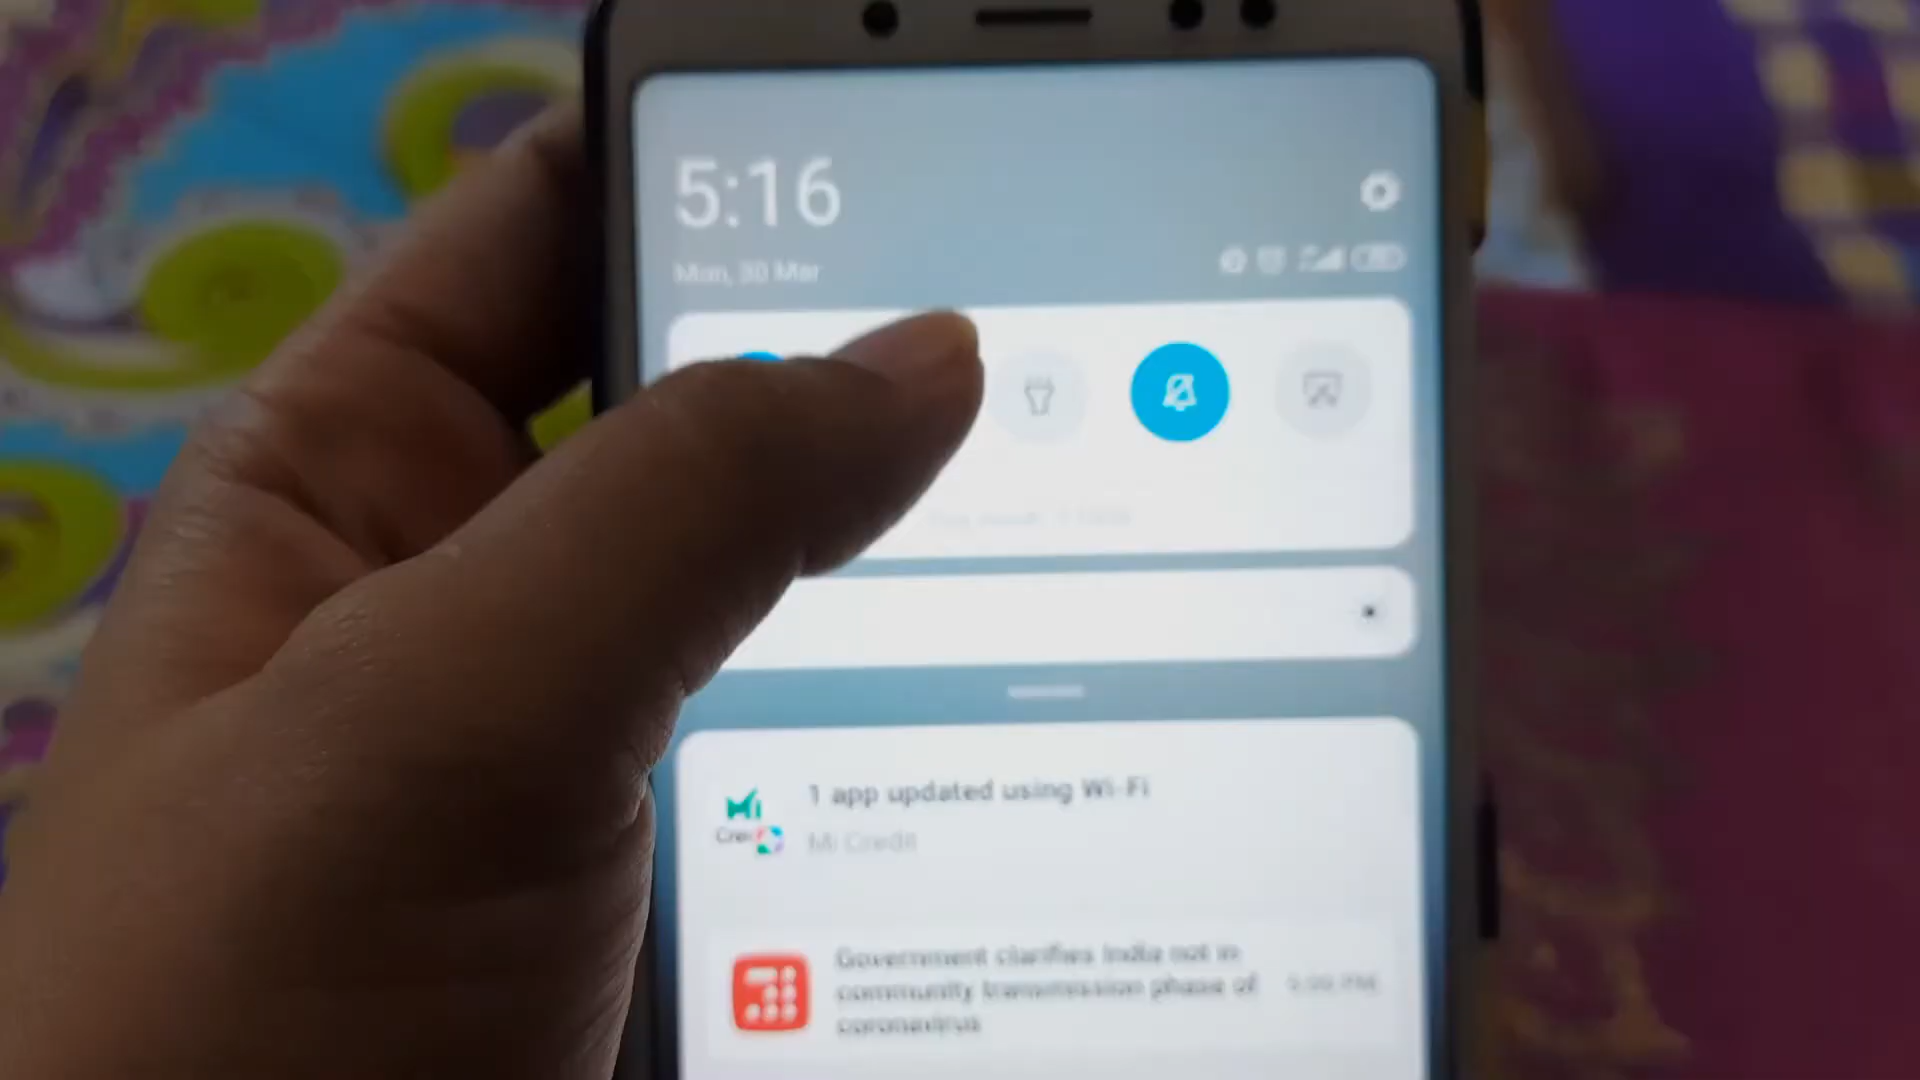 5:16
Mon, 30 Mar
1 app updated using Wi-Fi
Mi Credit
Government clarifies India not in
community transmission phase of
coronavirus